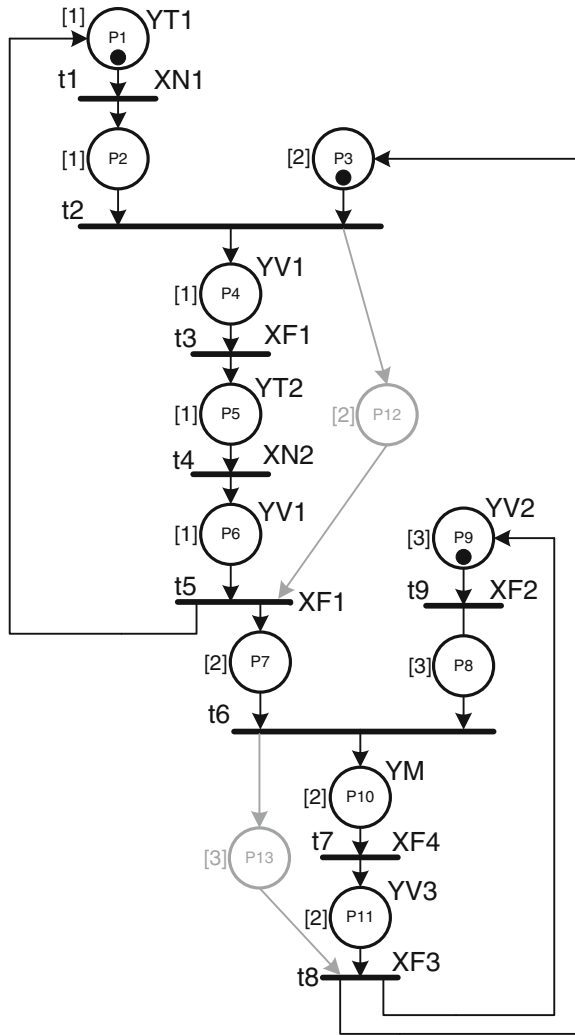 [1] P1 YT1
t1 XN1
[1] P2
[2] P3
t2
[1] P4 YV1
t3 XF1
[1] P5 YT2
[2] P12
t4 XN2
[1] P6 YV1
[3] P9 YV2
t5 XF1
t9 XF2
[2] P7
[3] P8
t6
[2] P10 YM
t7 XF4
[3] P13
[2] P11 YV3
t8 XF3